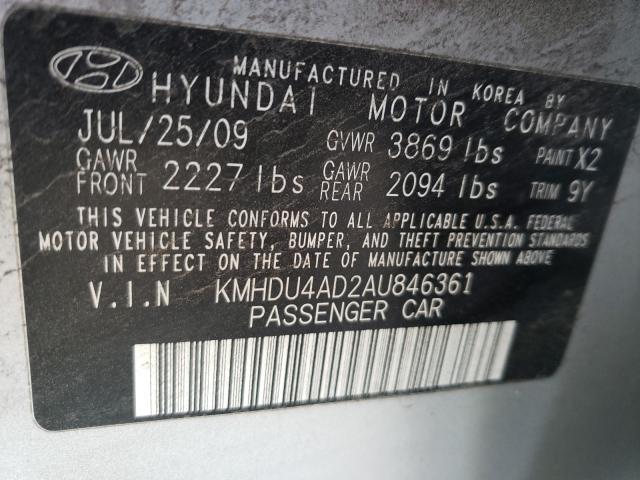 MANUFACTURED IN KOREA BY
HYUNDAI MOTOR COMPANY
JUL/25/09 GVWR 3869 lbs PAINT X2
GAWR FRONT 2227 lbs GAWR REAR 2094 lbs TRIM 9Y
THIS VEHICLE CONFORMS TO ALL APPLICABLE U.S.A. FEDERAL
MOTOR VEHICLE SAFETY, BUMPER, AND THEFT PREVENTION STANDARDS
IN EFFECT ON THE DATE OF MANUFACTURE SHOWN ABOVE.
V.I.N KMHDU4AD2AU846361
PASSENGER CAR